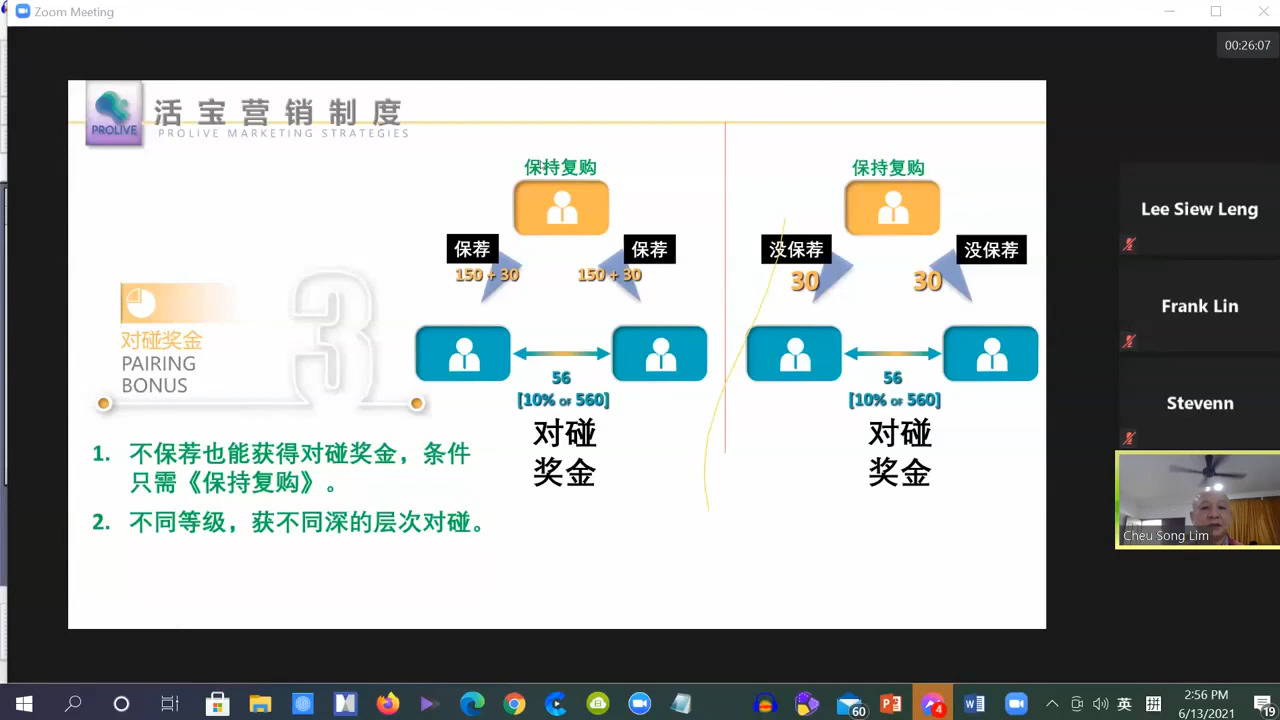 Zoom Meeting
00:26:07
PROLIVE
活宝营销制度
PROLIVE MARKETING STRATEGIES
保持复购
保荐
保荐
150 + 30
150 + 30
56
[10% OF 560]
对碰
奖金
保持复购
没保荐
没保荐
30
30
56
[10% OF 560]
对碰
奖金
3
对碰奖金
PAIRING
BONUS
1. 不保荐也能获得对碰奖金，条件
只需《保持复购》。
2. 不同等级，获不同深的层次对碰。
Lee Siew Leng
Frank Lin
Stevenn
Cheu Song Lim
60
4
英
拼
2:56 PM
6/13/2021
19